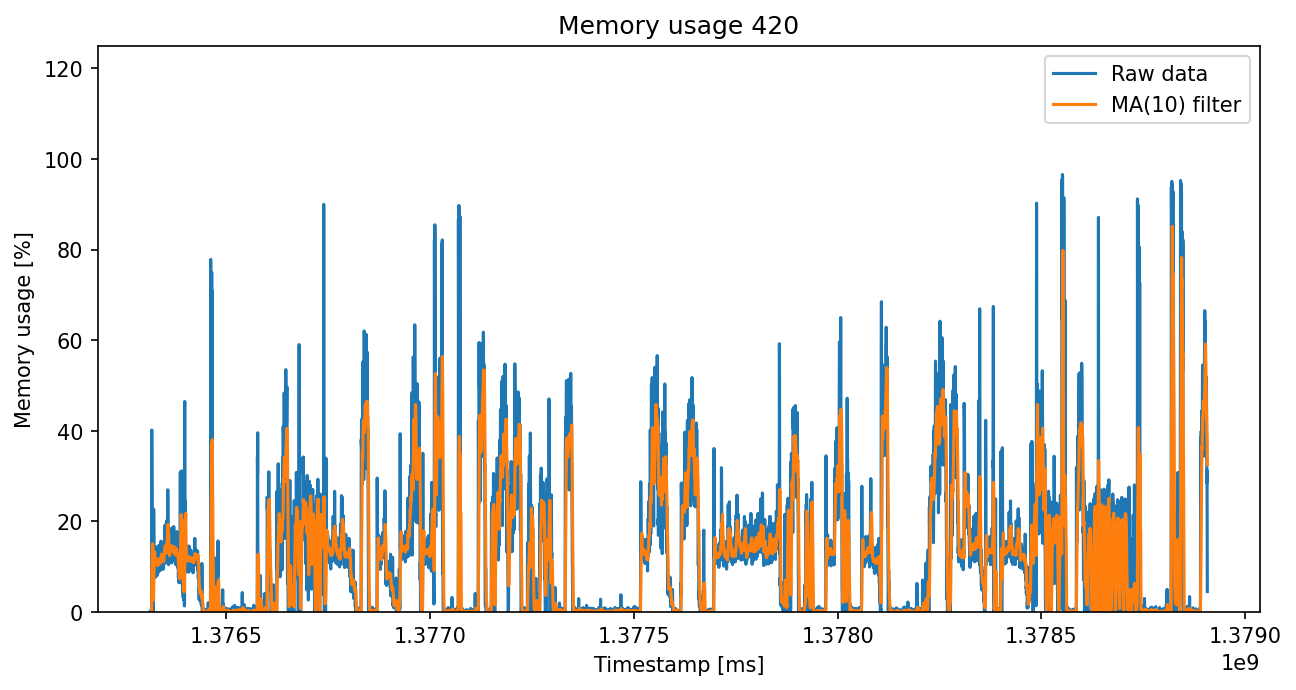 Memory usage 420
Raw data
MA(10) filter
Memory usage [%]
120
100
80
60
40
20
0
1.3765 1.3770 1.3775 1.3780 1.3785 1.3790
1e9
Timestamp [ms]